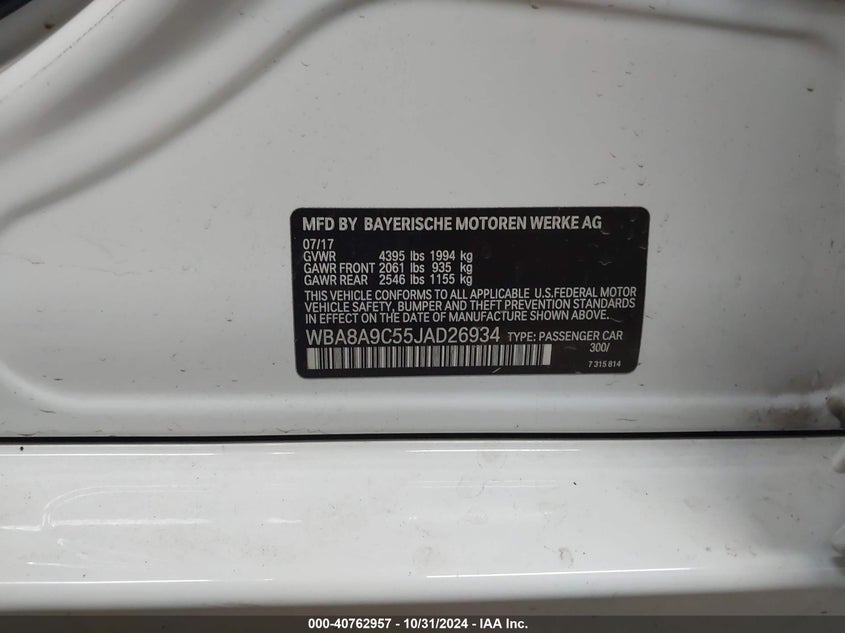 MFD BY BAYERISCHE MOTOREN WERKE AG
07/17
GVWR 4395 lbs 1994 kg
GAWR FRONT 2061 lbs 935 kg
GAWR REAR 2546 lbs 1155 kg
THIS VEHICLE CONFORMS TO ALL APPLICABLE U.S.FEDERAL MOTOR
VEHICLE SAFETY, BUMPER AND THEFT PREVENTION STANDARDS
IN EFFECT ON THE DATE OF MANUFACTURE SHOWN ABOVE.
WBA8A9C55JAD26934 TYPE: PASSENGER CAR
300/
7 315 814
000-40762957 - 10/31/2024 - IAA Inc.